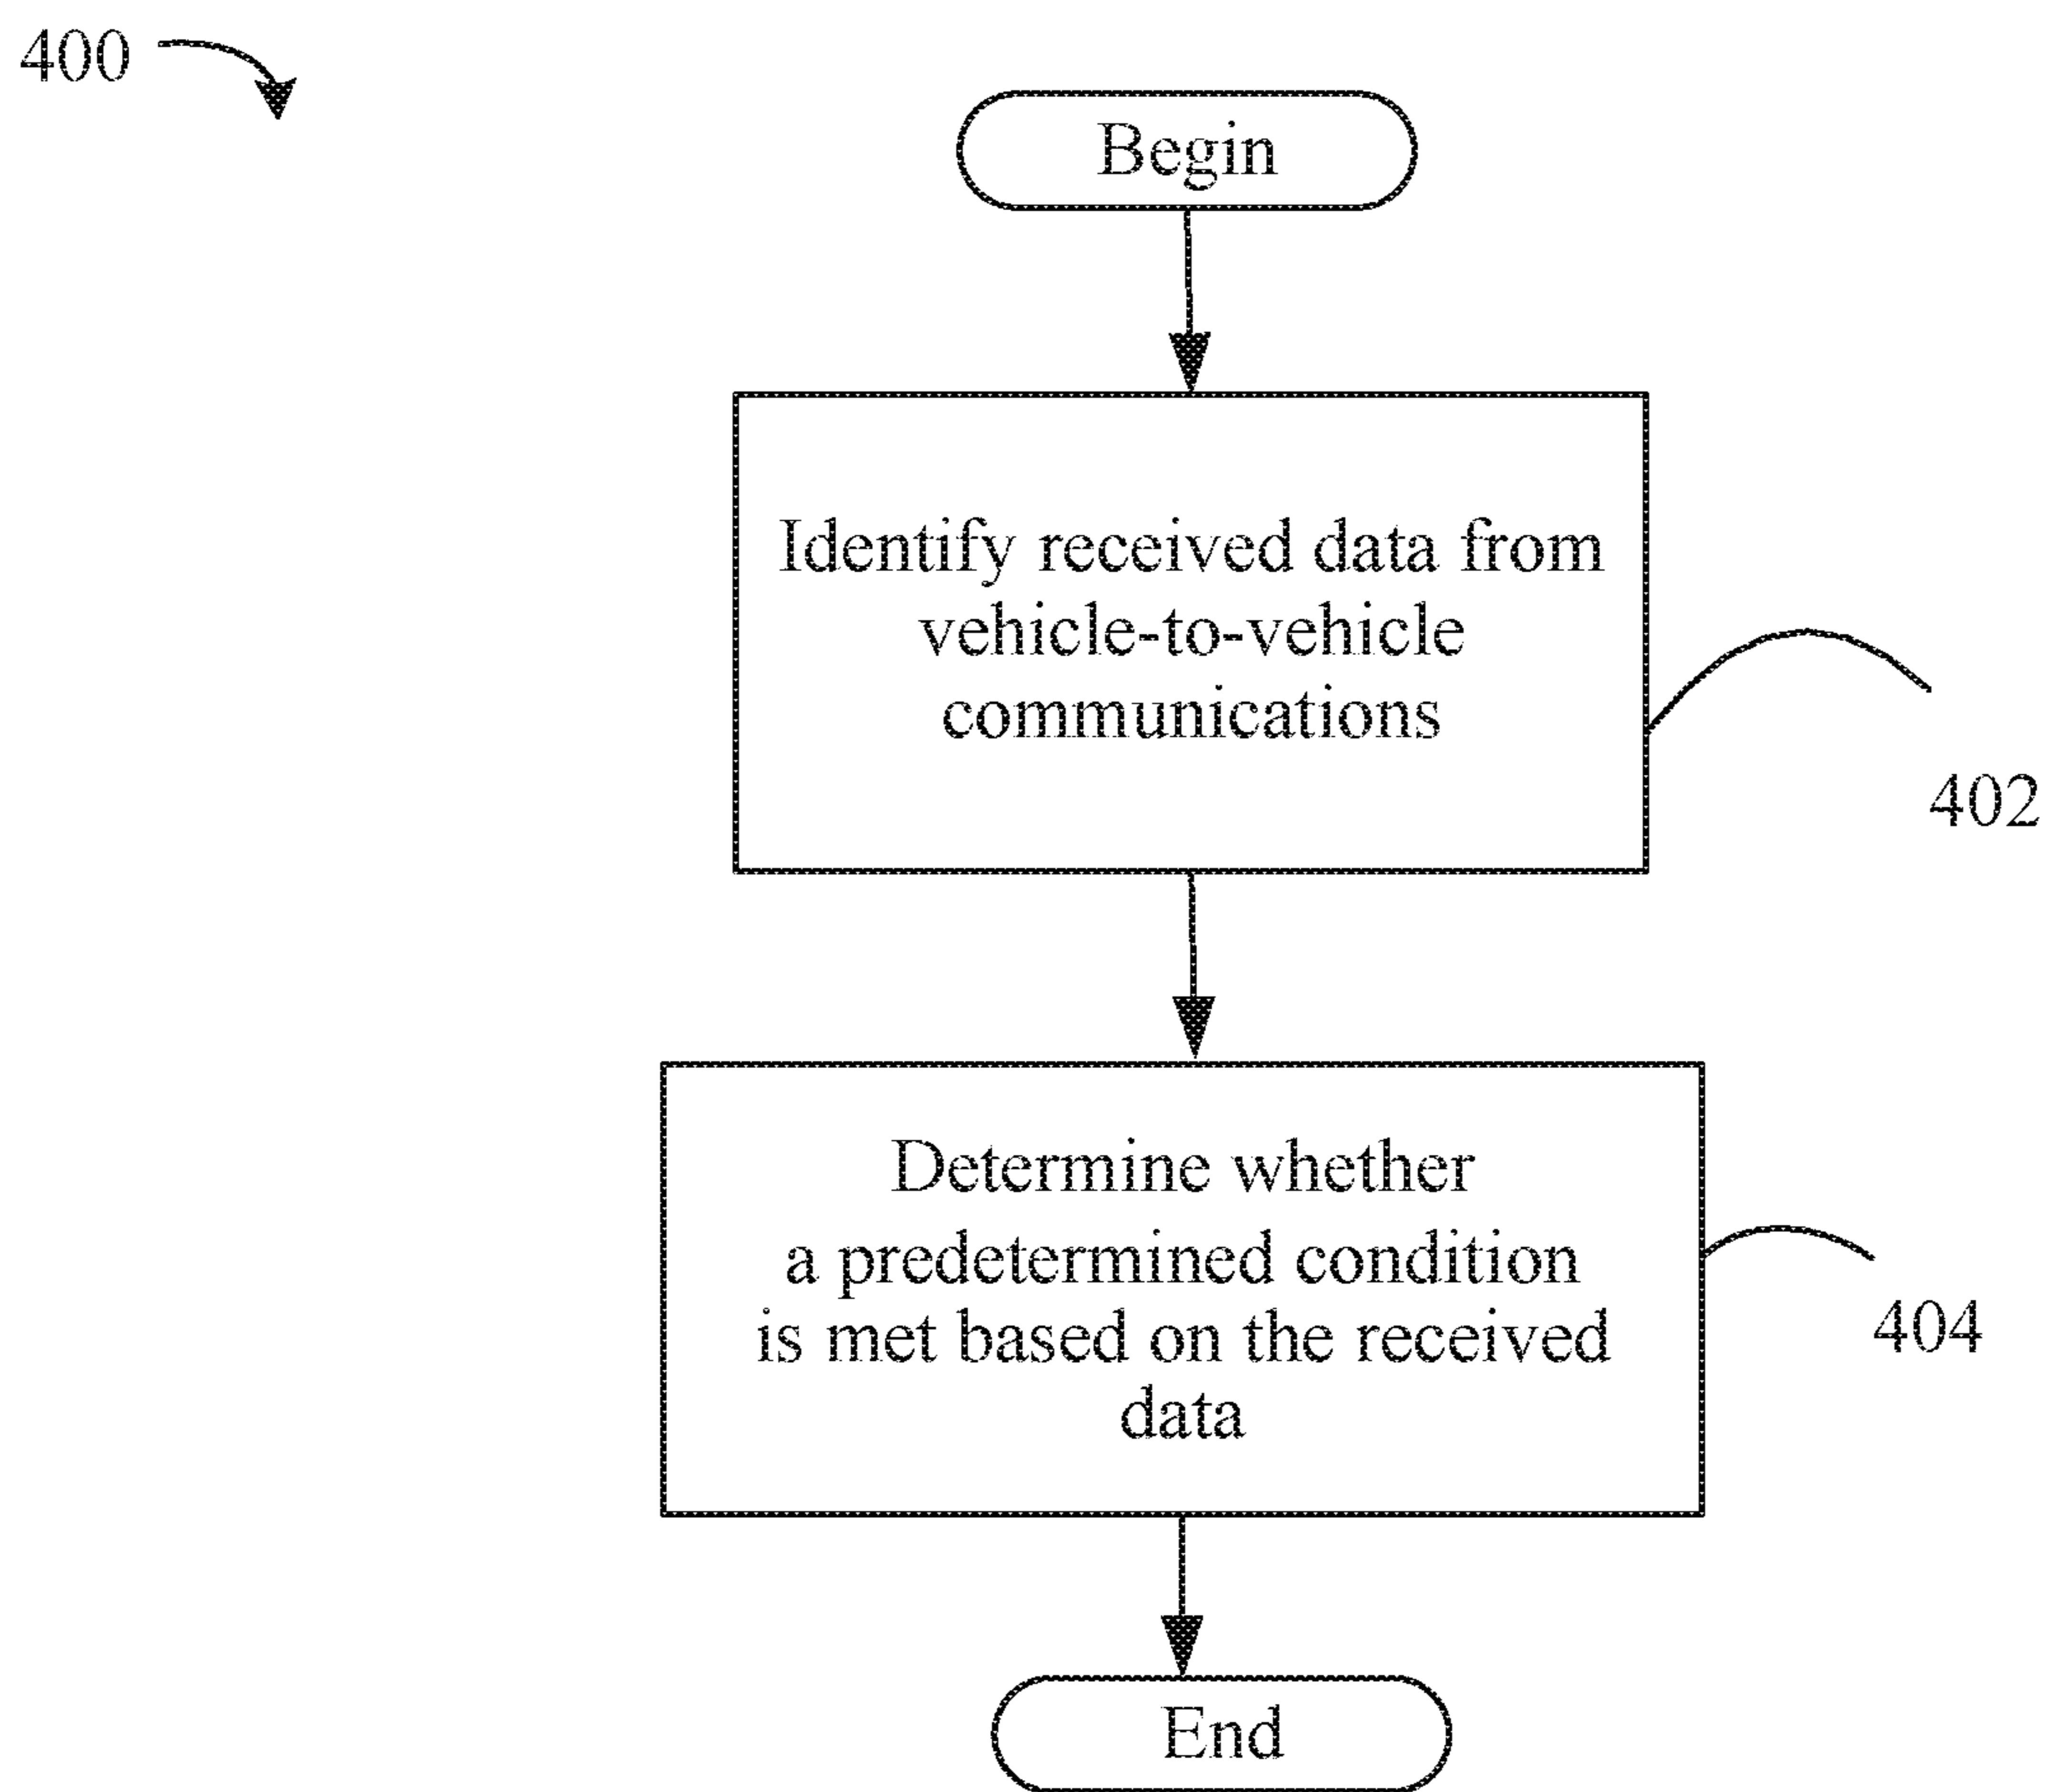 400
Begin
Identify received data from
vehicle-to-vehicle
communications
402
Determine whether
a predetermined condition
is met based on the received
data
404
End